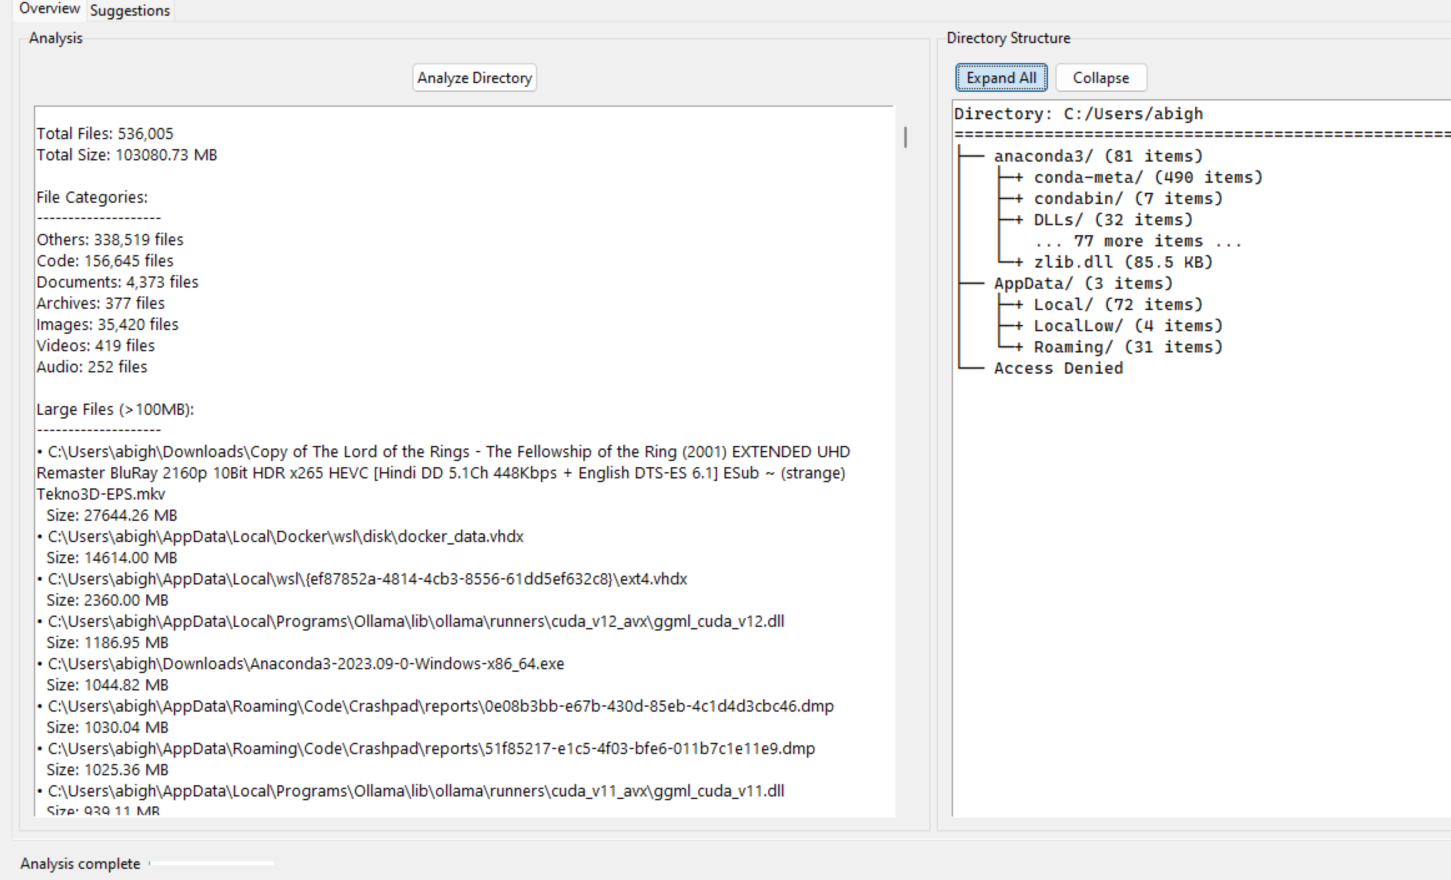 Overview Suggestions
Analysis
Analyze Directory
Total Files: 536,005
Total Size: 103080.73 MB
File Categories:
--------------------
Others: 338,519 files
Code: 156,645 files
Documents: 4,373 files
Archives: 377 files
Images: 35,420 files
Videos: 419 files
Audio: 252 files
Large Files (>100MB):
--------------------
• C:\Users\abigh\Downloads\Copy of The Lord of the Rings - The Fellowship of the Ring (2001) EXTENDED UHD
Remaster BluRay 2160p 10Bit HDR x265 HEVC [Hindi DD 5.1Ch 448Kbps + English DTS-ES 6.1] ESub ~ (strange)
Tekno3D-EPS.mkv
Size: 27644.26 MB
• C:\Users\abigh\AppData\Local\Docker\wsl\disk\docker_data.vhdx
Size: 14614.00 MB
• C:\Users\abigh\AppData\Local\wsl\{ef87852a-4814-4cb3-8556-61dd5ef632c8}\ext4.vhdx
Size: 2360.00 MB
• C:\Users\abigh\AppData\Local\Programs\Ollama\lib\ollama\runners\cuda_v12_avx\ggml_cuda_v12.dll
Size: 1186.95 MB
• C:\Users\abigh\Downloads\Anaconda3-2023.09-0-Windows-x86_64.exe
Size: 1044.82 MB
• C:\Users\abigh\AppData\Roaming\Code\Crashpad\reports\0e08b3bb-e67b-430d-85eb-4c1d4d3cbc46.dmp
Size: 1030.04 MB
• C:\Users\abigh\AppData\Roaming\Code\Crashpad\reports\51f85217-e1c5-4f03-bfe6-011b7c1e11e9.dmp
Size: 1025.36 MB
• C:\Users\abigh\AppData\Local\Programs\Ollama\lib\ollama\runners\cuda_v11_avx\ggml_cuda_v11.dll
Size: 939.11 MB
Directory Structure
Expand All Collapse
Directory: C:/Users/abigh
==================================================
├── anaconda3/ (81 items)
│   ├─+ conda-meta/ (490 items)
│   ├─+ condabin/ (7 items)
│   ├─+ DLLs/ (32 items)
│   │   ... 77 more items ...
│   └─+ zlib.dll (85.5 KB)
├── AppData/ (3 items)
│   ├─+ Local/ (72 items)
│   ├─+ LocalLow/ (4 items)
│   └─+ Roaming/ (31 items)
└── Access Denied
Analysis complete